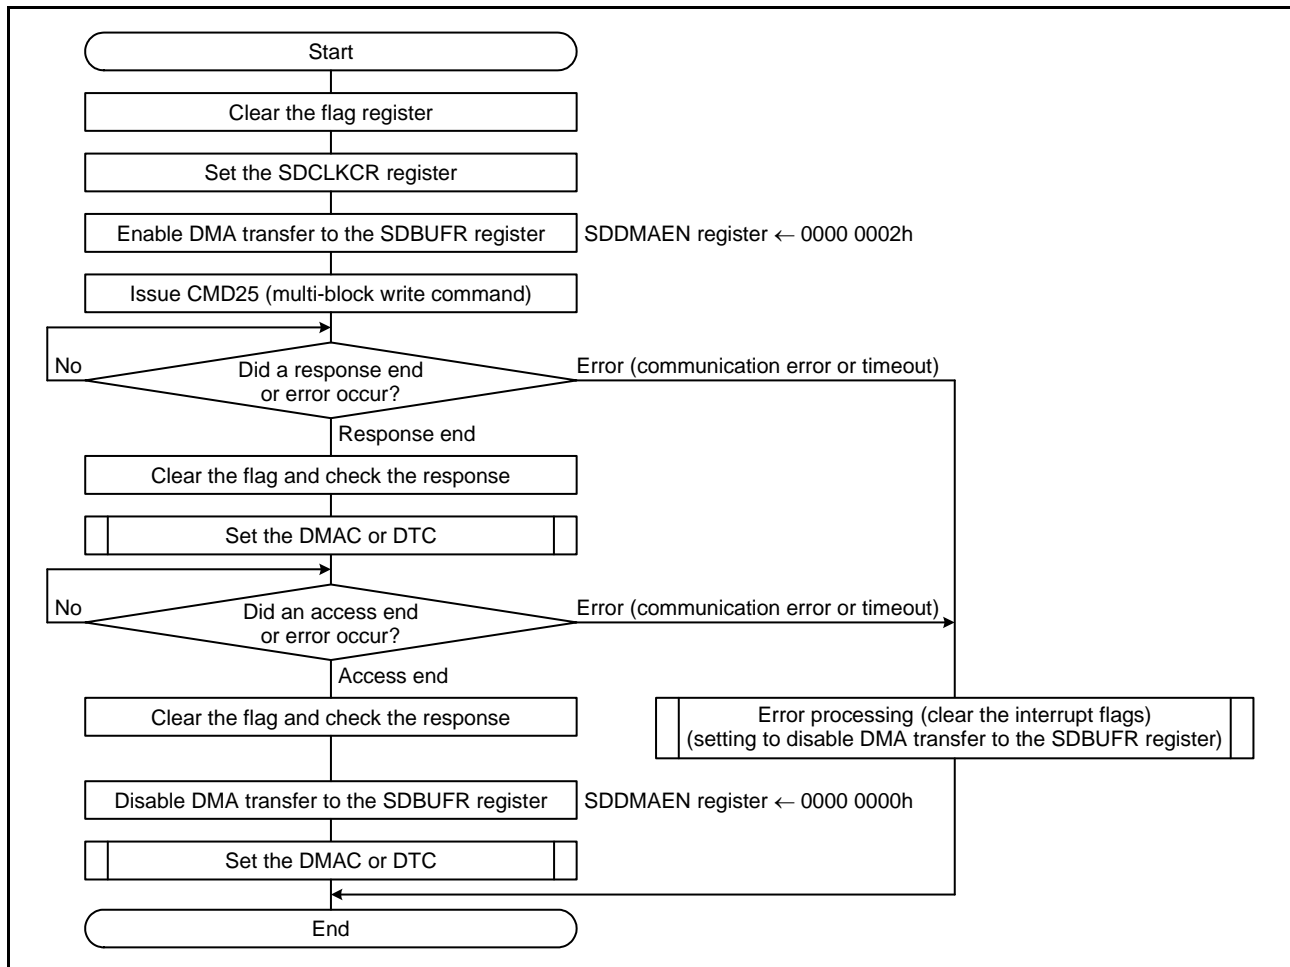 Start
Clear the flag register
Set the SDCLKCR register
Enable DMA transfer to the SDBUFR register
SDDMAEN register ← 0000 0002h
Issue CMD25 (multi-block write command)
No
Did a response end
or error occur?
Error (communication error or timeout)
Response end
Clear the flag and check the response
Set the DMAC or DTC
No
Did an access end
or error occur?
Error (communication error or timeout)
Access end
Clear the flag and check the response
Error processing (clear the interrupt flags)
(setting to disable DMA transfer to the SDBUFR register)
Disable DMA transfer to the SDBUFR register
SDDMAEN register ← 0000 0000h
Set the DMAC or DTC
End